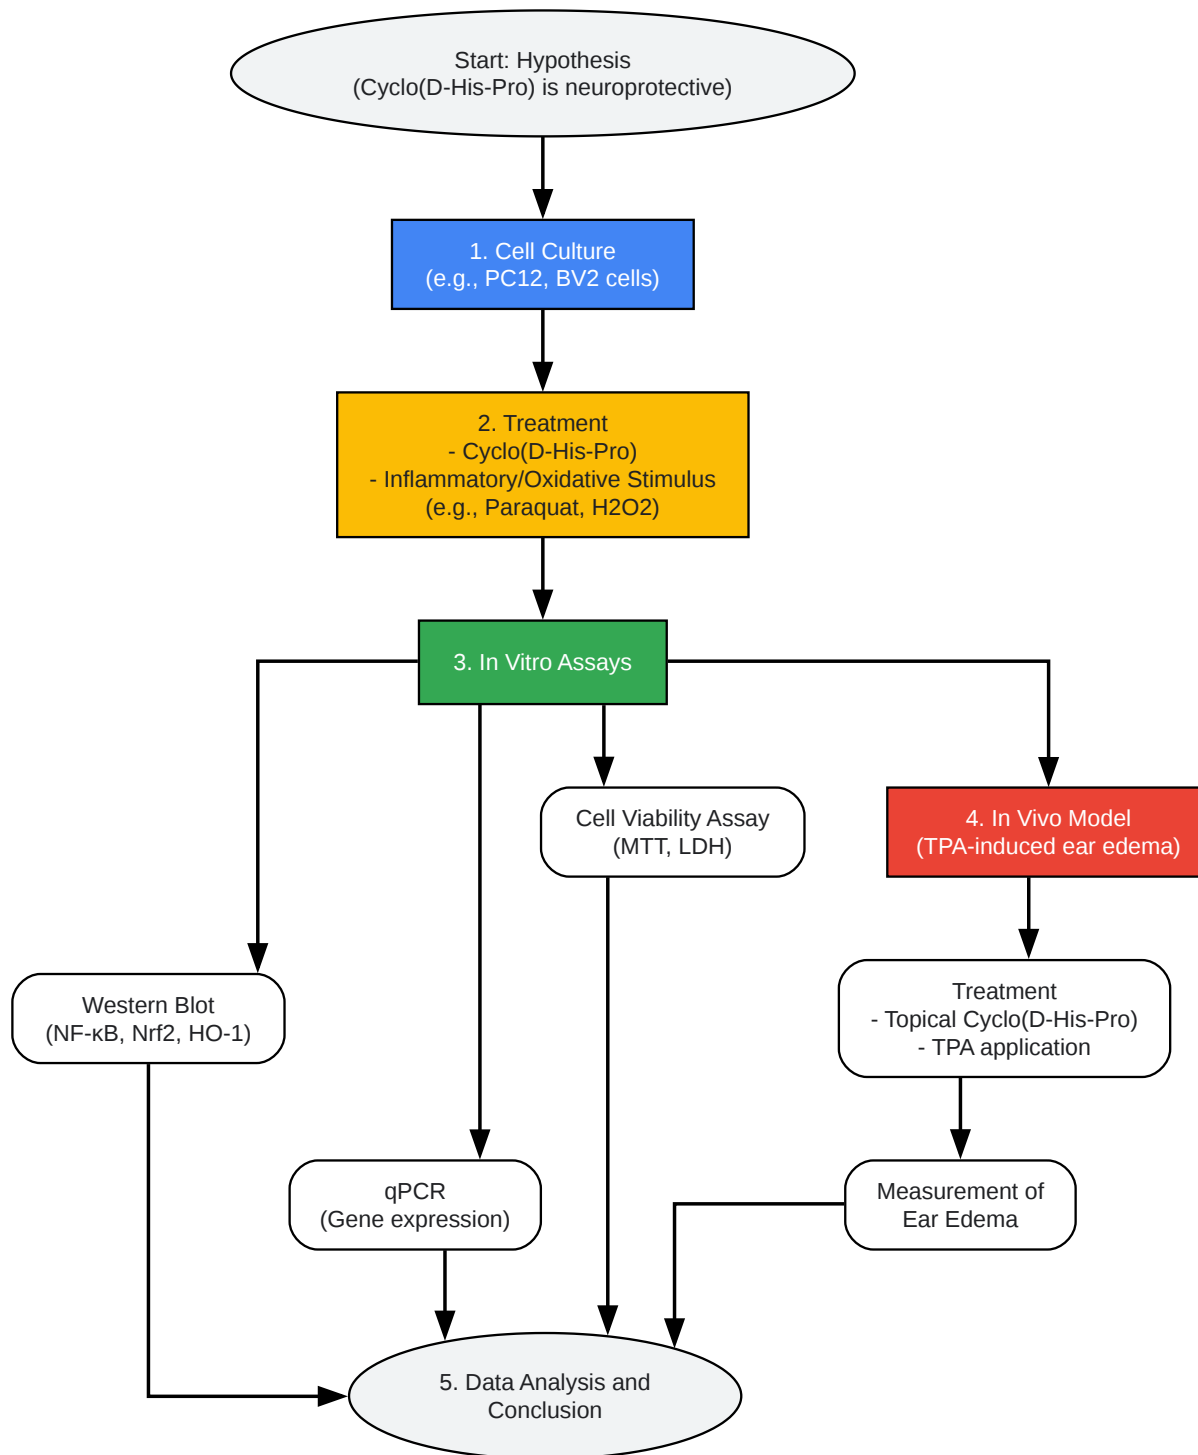 Start: Hypothesis
(Cyclo(D-His-Pro) is neuroprotective)
1. Cell Culture
(e.g., PC12, BV2 cells)
2. Treatment
- Cyclo(D-His-Pro)
- Inflammatory/Oxidative Stimulus
(e.g., Paraquat, H2O2)
3. In Vitro Assays
Cell Viability Assay
(MTT, LDH)
4. In Vivo Model
(TPA-induced ear edema)
Western Blot
(NF-κB, Nrf2, HO-1)
Treatment
- Topical Cyclo(D-His-Pro)
- TPA application
qPCR
(Gene expression)
Measurement of
Ear Edema
5. Data Analysis and
Conclusion